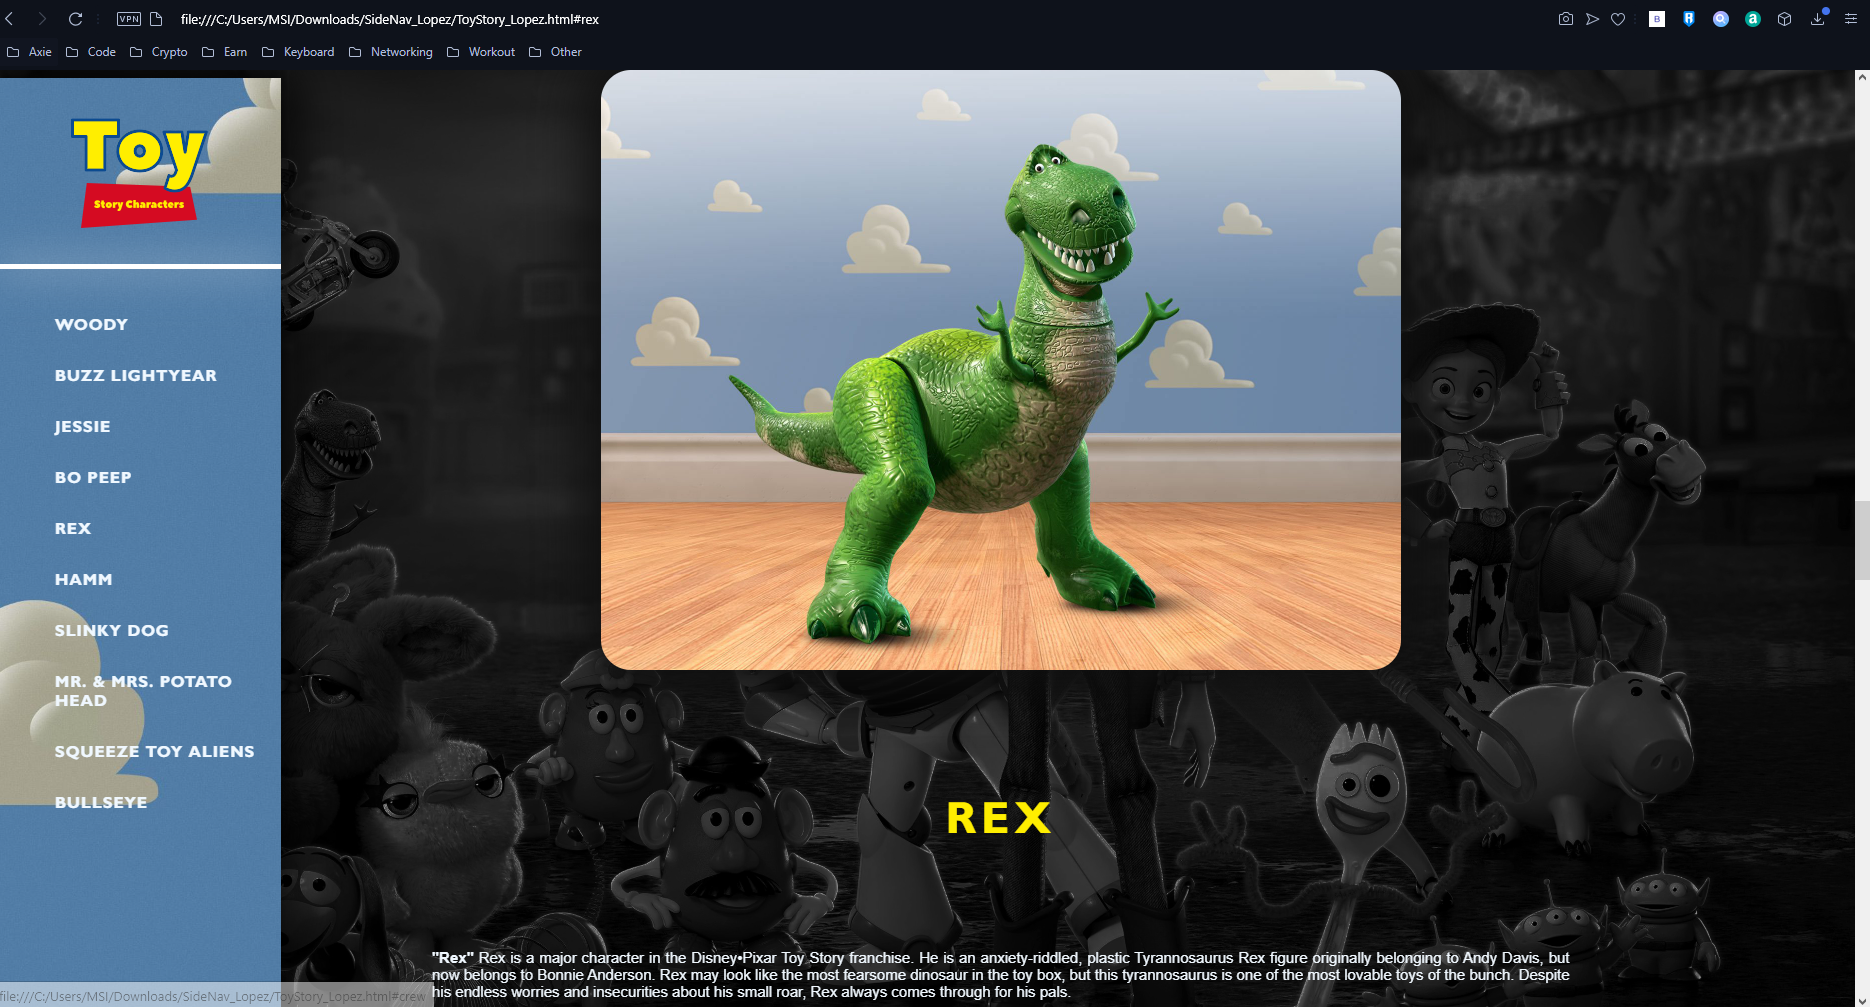 VPN
file:///C:/Users/MSI/Downloads/SideNav_Lopez/ToyStory_Lopez.html#rex
B
a
Axie Code Crypto Earn Keyboard Networking Workout Other
Toy
Story Characters
WOODY
BUZZ LIGHTYEAR
JESSIE
BO PEEP
REX
HAMM
SLINKY DOG
MR. & MRS. POTATO
HEAD
SQUEEZE TOY ALIENS
BULLSEYE
REX
"Rex" Rex is a major character in the Disney•Pixar Toy Story franchise. He is an anxiety-riddled, plastic Tyrannosaurus Rex figure originally belonging to Andy Davis, but
now belongs to Bonnie Anderson. Rex may look like the most fearsome dinosaur in the toy box, but this tyrannosaurus is one of the most lovable toys of the bunch. Despite
his endless worries and insecurities about his small roar, Rex always comes through for his pals.
file:///C:/Users/MSI/Downloads/SideNav_Lopez/ToyStory_Lopez.html#crew